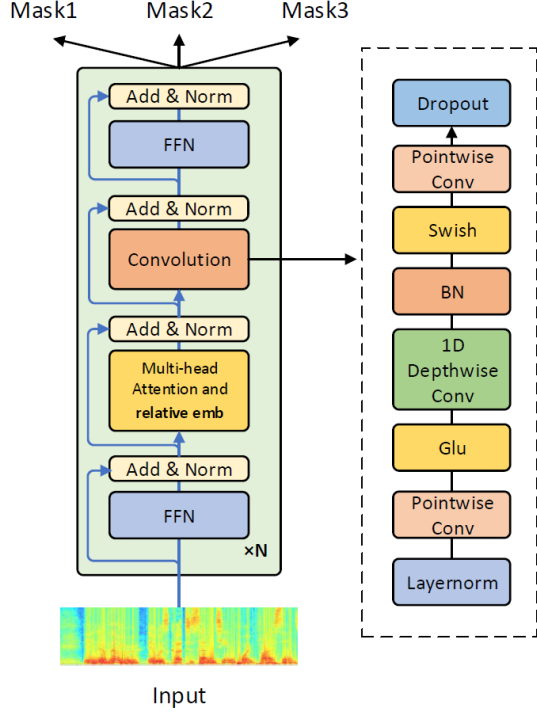 Mask1
Mask2
Mask3
Add & Norm
FFN
Add & Norm
Convolution
Add & Norm
Multi-head
Attention and
relative emb
Add & Norm
FFN
×N
Input
Dropout
Pointwise
Conv
Swish
BN
1D
Depthwise
Conv
Glu
Pointwise
Conv
Layernorm